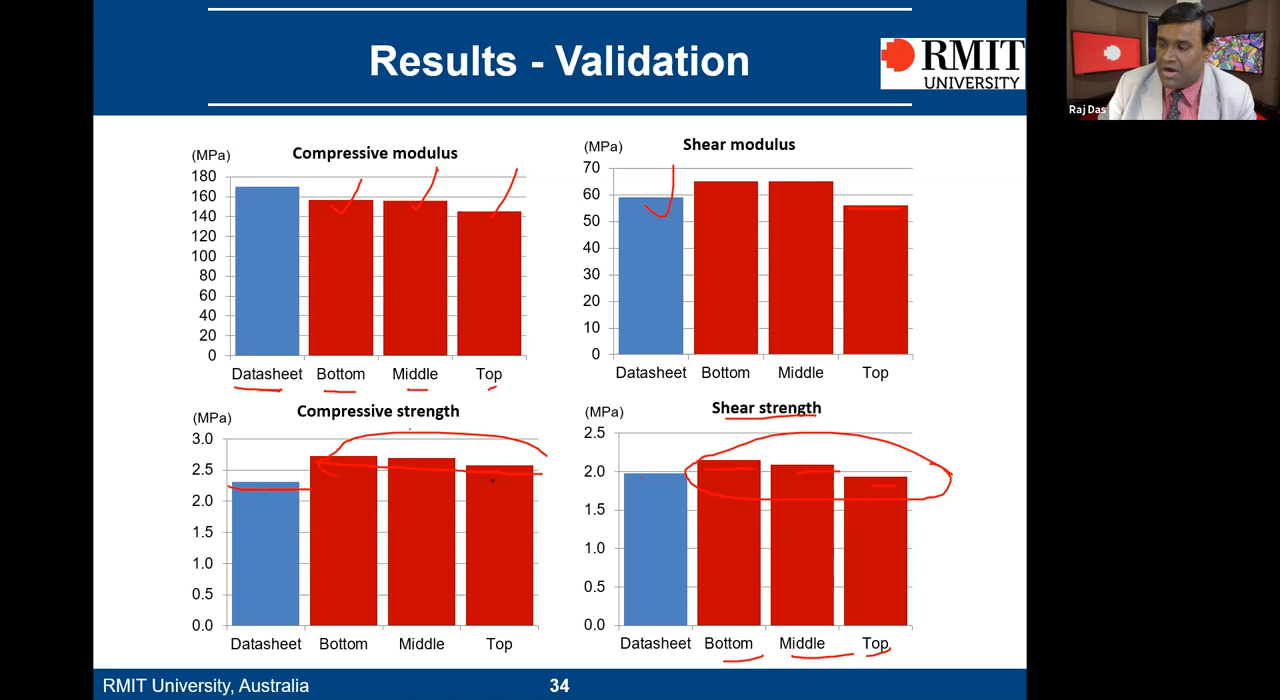 Results - Validation
RMIT
UNIVERSITY
Raj Das
(MPa)
Compressive modulus
180
160
140
120
100
80
60
40
20
0
Datasheet Bottom Middle Top
(MPa)
Shear modulus
70
60
50
40
30
20
10
0
Datasheet Bottom Middle Top
(MPa)
Compressive strength
3.0
2.5
2.0
1.5
1.0
0.5
0.0
Datasheet Bottom Middle Top
(MPa)
Shear strength
2.5
2.0
1.5
1.0
0.5
0.0
Datasheet Bottom Middle Top
RMIT University, Australia
34